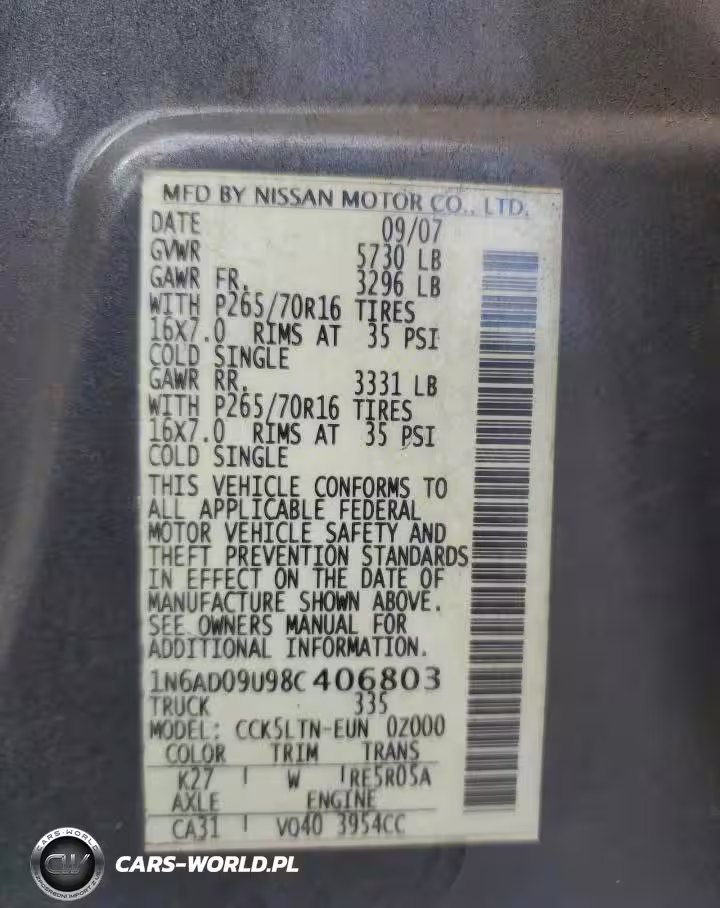 MFD BY NISSAN MOTOR CO., LTD.
DATE 09/07
GVWR 5730 LB
GAWR FR. 3296 LB
WITH P265/70R16 TIRES
16X7.0 RIMS AT 35 PSI
COLD SINGLE
GAWR RR. 3331 LB
WITH P265/70R16 TIRES
16X7.0 RIMS AT 35 PSI
COLD SINGLE
THIS VEHICLE CONFORMS TO
ALL APPLICABLE FEDERAL
MOTOR VEHICLE SAFETY AND
THEFT PREVENTION STANDARDS
IN EFFECT ON THE DATE OF
MANUFACTURE SHOWN ABOVE.
SEE OWNERS MANUAL FOR
ADDITIONAL INFORMATION.
1N6AD09U98C406803
TRUCK 335
MODEL: CCK5LTN-EUN 0Z000
COLOR TRIM TRANS
K27 W RE5R05A
AXLE ENGINE
CA31 VQ40 3954CC
CARS-WORLD
CW
CARS-WORLD.PL